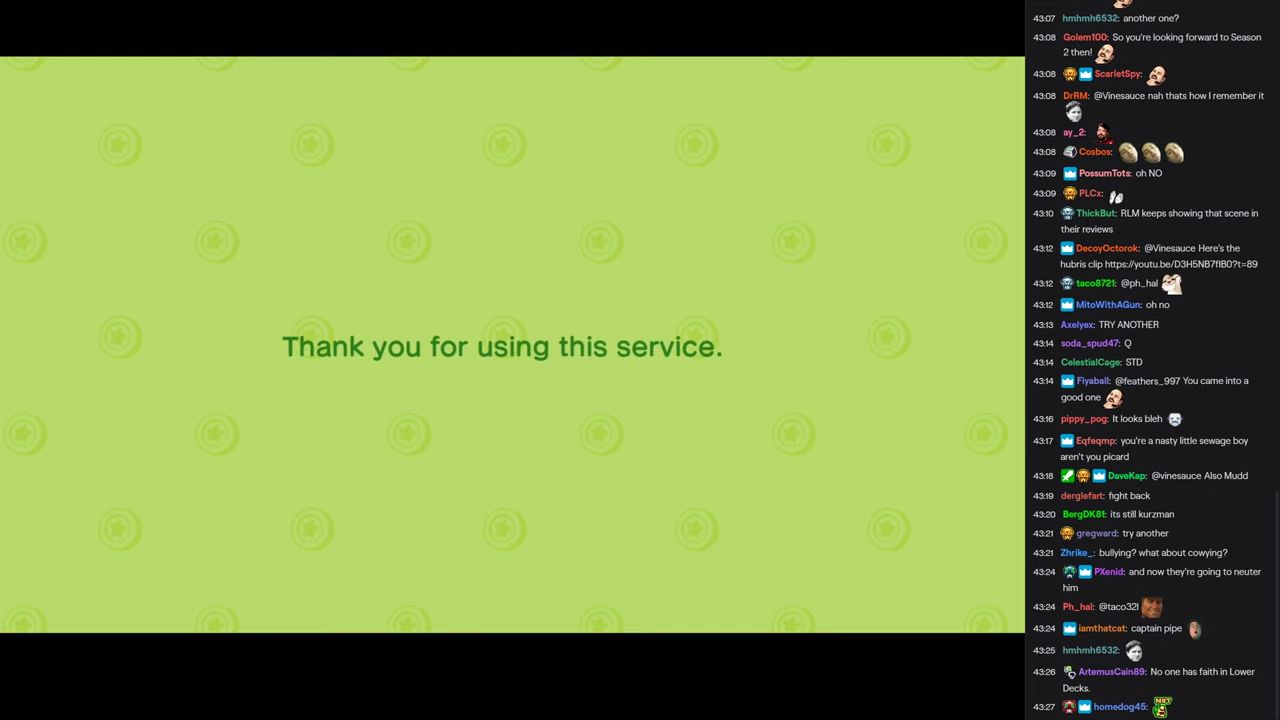 Thank you for using this service.
43:07 hmhmh6532: another one?
43:08 Golem100: So you're looking forward to Season
2 then!
43:08 ScarletSpy:
43:08 DrRM: @Vinesauce nah thats how I remember it
43:08 ay_2:
43:08 Cosbos:
43:09 PossumTots: oh NO
43:09 PLCx:
43:10 ThickBut: RLM keeps showing that scene in
their reviews
43:12 DecoyOctorok: @Vinesauce Here's the
hubris clip https://youtu.be/D3H5NB7fIB0?t=89
43:12 taco8721: @ph_hal
43:12 MitoWithAGun: oh no
43:13 Axelyex: TRY ANOTHER
43:14 soda_spud47: Q
43:14 CelestialCage: STD
43:14 Fiyaball: @feathers_997 You came into a
good one
43:16 pippy_pog: It looks bleh
43:17 Eqfeqmp: you're a nasty little sewage boy
aren't you picard
43:18 DaveKap: @vinesauce Also Mudd
43:19 derglefart: fight back
43:20 BergDK81: its still kurzman
43:21 gregward: try another
43:21 Zhrike_: bullying? what about cowying?
43:24 PXenid: and now they're going to neuter
him
43:24 Ph_hal: @taco32l
43:24 iamthatcat: captain pipe
43:25 hmhmh6532:
43:26 ArtemusCain89: No one has faith in Lower
Decks.
43:27 homedog45: